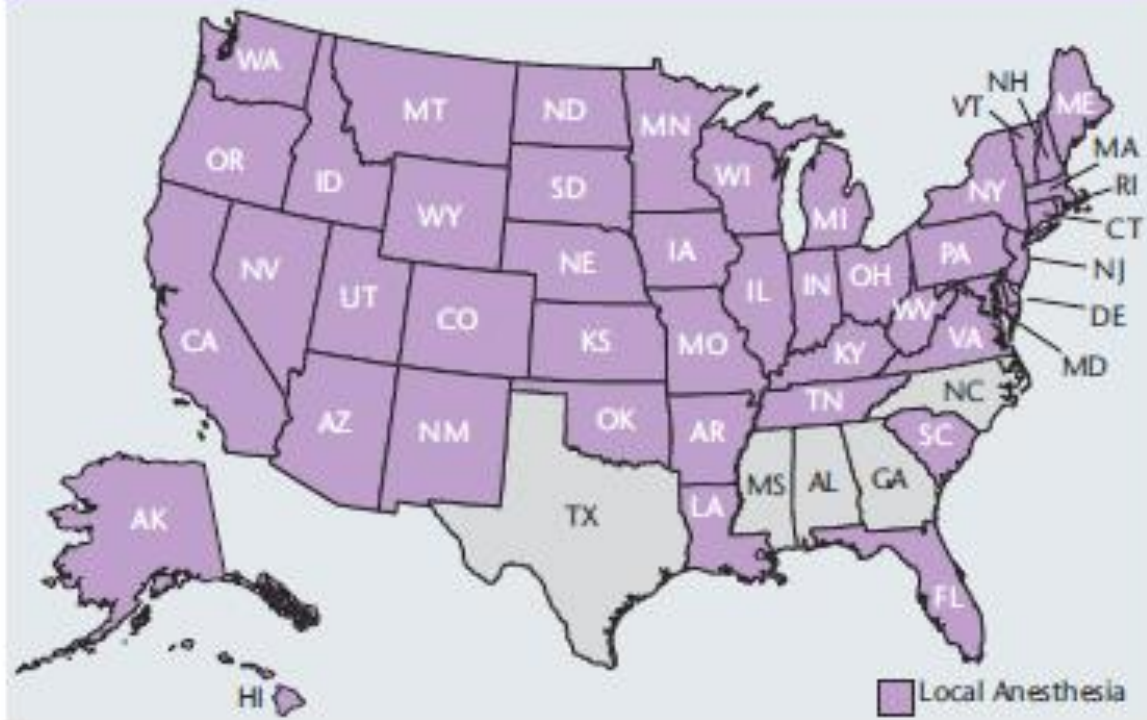 WA
MT
ND
MN
NH
VT
ME
OR
ID
SD
WI
MA
NY
RI
WY
MI
CT
IA
PA
NV
NE
NJ
UT
CO
IL
IN
OH
DE
WV
CA
KS
MO
KY
VA
MD
TN
NC
AZ
NM
OK
AR
SC
MS
AL
GA
LA
TX
AK
FL
HI
Local Anesthesia